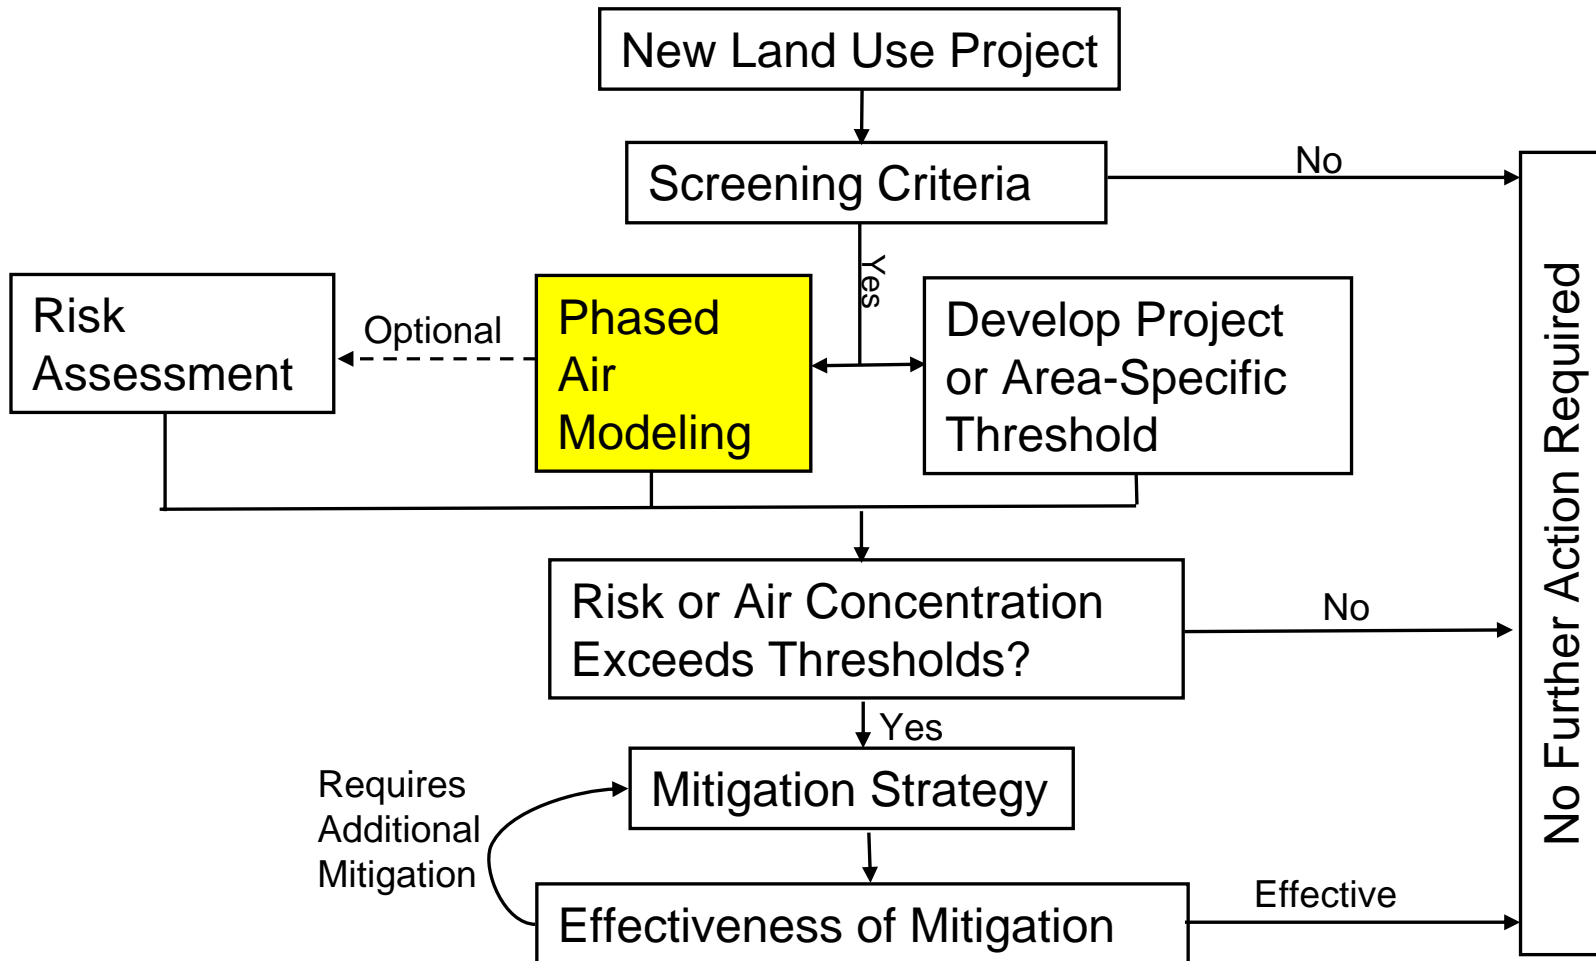 New Land Use Project
No
Screening Criteria
Yes
Risk
Assessment
Optional
Phased
Air
Modeling
Develop Project
or Area-Specific
Threshold
Risk or Air Concentration
Exceeds Thresholds?
No
Yes
Requires
Additional
Mitigation
Mitigation Strategy
Effectiveness of Mitigation
Effective
No Further Action Required